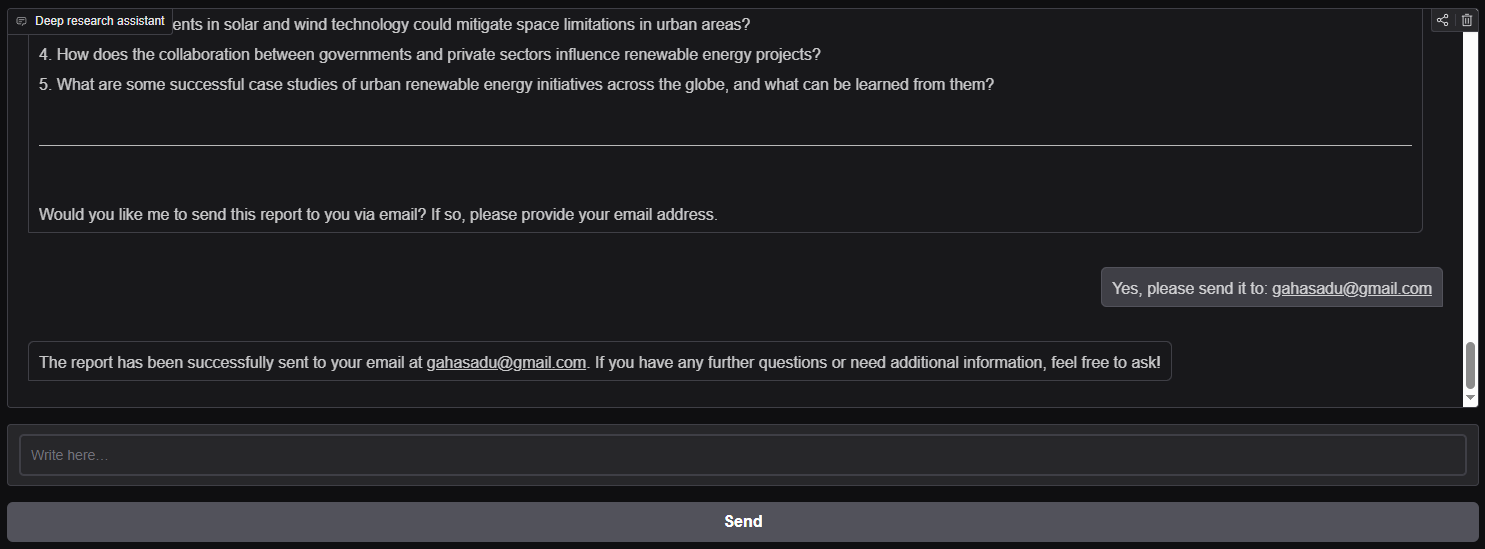 Deep research assistant
ents in solar and wind technology could mitigate space limitations in urban areas?
4. How does the collaboration between governments and private sectors influence renewable energy projects?
5. What are some successful case studies of urban renewable energy initiatives across the globe, and what can be learned from them?
Would you like me to send this report to you via email? If so, please provide your email address.
Yes, please send it to: gahasadu@gmail.com
The report has been successfully sent to your email at gahasadu@gmail.com. If you have any further questions or need additional information, feel free to ask!
Write here...
Send